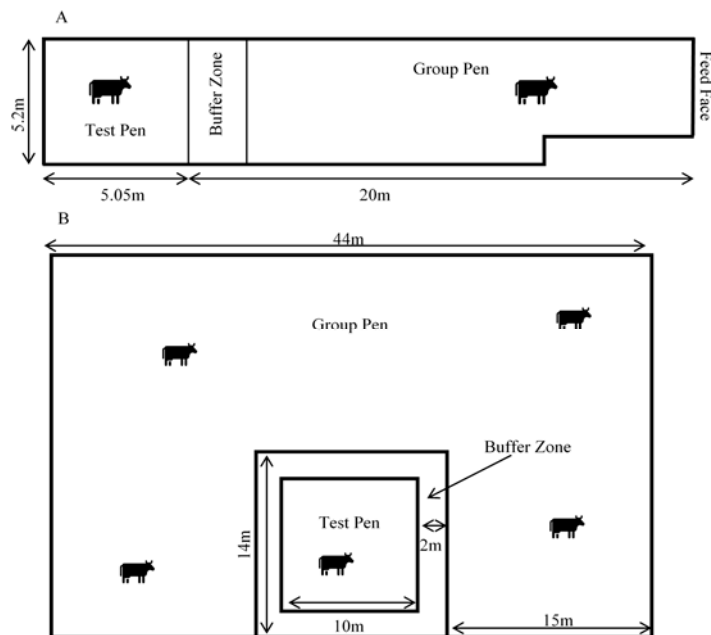 A
5.2m
Test Pen
Buffer Zone
Group Pen
Feed Face
5.05m
20m
B
44m
Group Pen
Buffer Zone
Test Pen
14m
2m
10m
15m